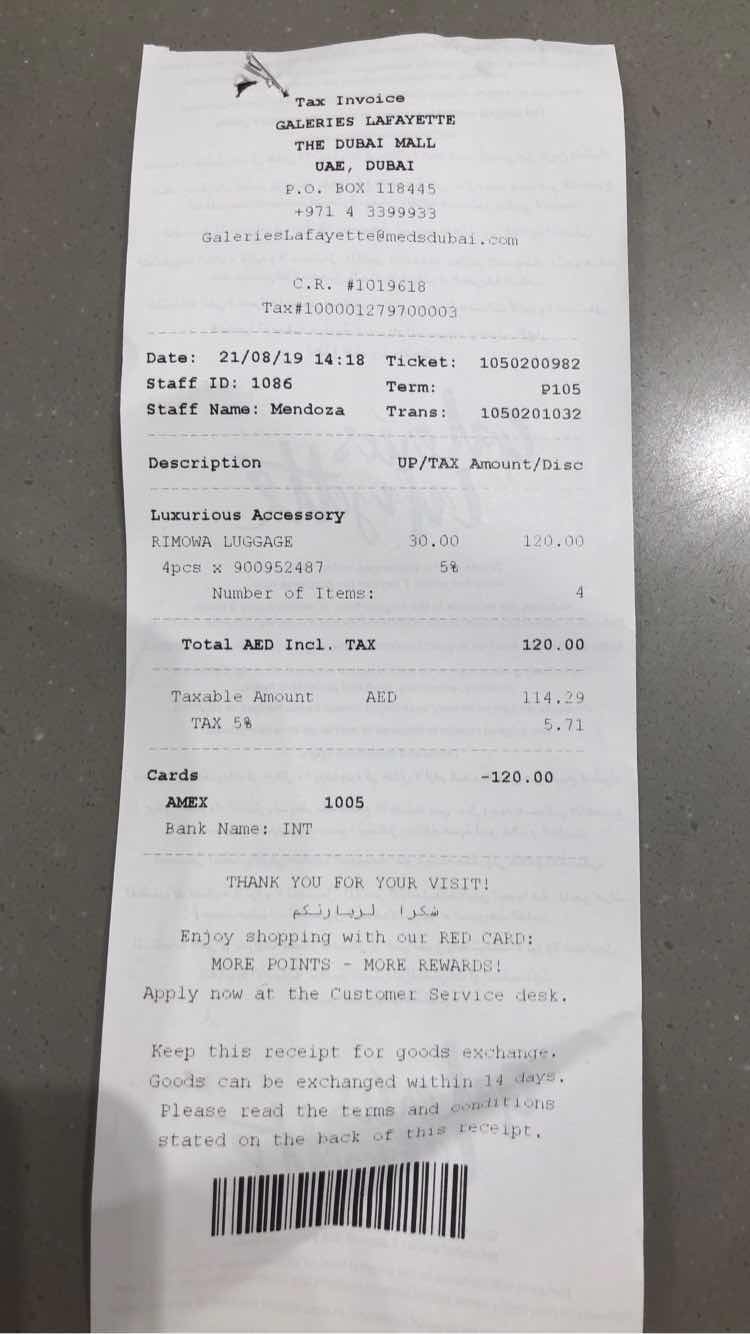 Tax Invoice
GALERIES LAFAYETTE
THE DUBAI MALL
UAE, DUBAI
P.O. BOX 118445
+971 4 3399933
GaleriesLafayette@medsdubai.com
C.R. #1019618
Tax#100001279700003
Date: 21/08/19 14:18 Ticket: 1050200982
Staff ID: 1086 Term: P105
Staff Name: Mendoza Trans: 1050201032
Description UP/TAX Amount/Disc
Luxurious Accessory
RIMOWA LUGGAGE 30.00 120.00
4pcs x 900952487 5%
Number of Items: 4
Total AED Incl. TAX 120.00
Taxable Amount AED 114.29
TAX 5% 5.71
Cards -120.00
AMEX 1005
Bank Name: INT
THANK YOU FOR YOUR VISIT!
شكرا لزيارتكم
Enjoy shopping with our RED CARD:
MORE POINTS - MORE REWARDS!
Apply now at the Customer Service desk.
Keep this receipt for goods exchange.
Goods can be exchanged within 14 days.
Please read the terms and conditions
stated on the back of this receipt.